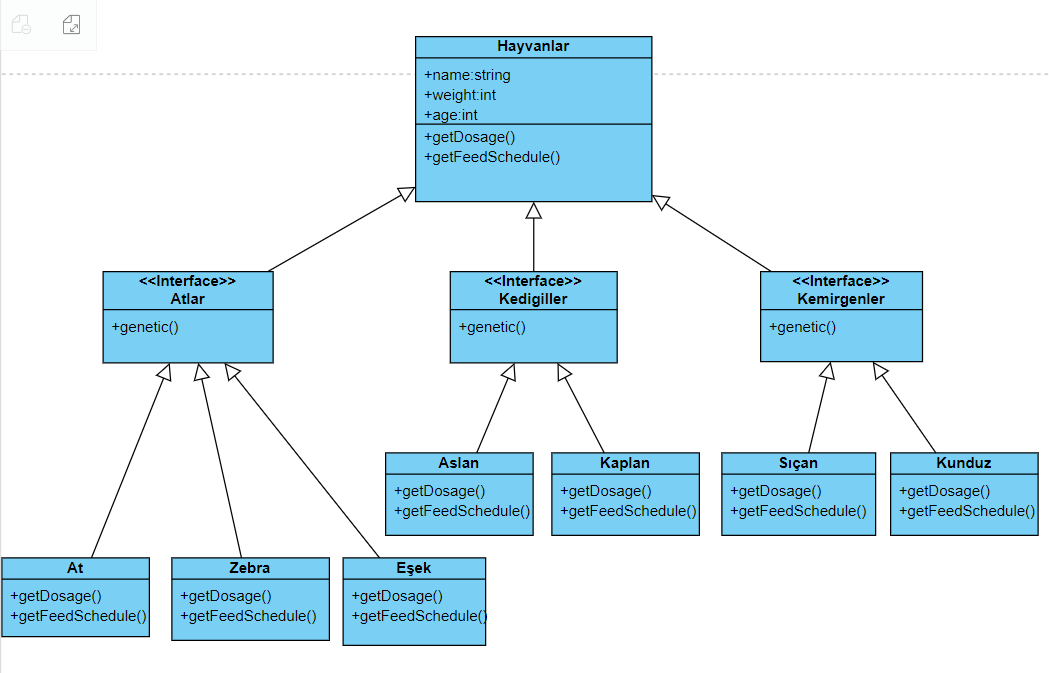 Hayvanlar
+name:string
+weight:int
+age:int
+getDosage()
+getFeedSchedule()
<<Interface>>
Atlar
+genetic()
<<Interface>>
Kedigiller
+genetic()
<<Interface>>
Kemirgenler
+genetic()
Aslan
+getDosage()
+getFeedSchedule()
Kaplan
+getDosage()
+getFeedSchedule()
Sıçan
+getDosage()
+getFeedSchedule()
Kunduz
+getDosage()
+getFeedSchedule()
At
+getDosage()
+getFeedSchedule()
Zebra
+getDosage()
+getFeedSchedule()
Eşek
+getDosage()
+getFeedSchedule()